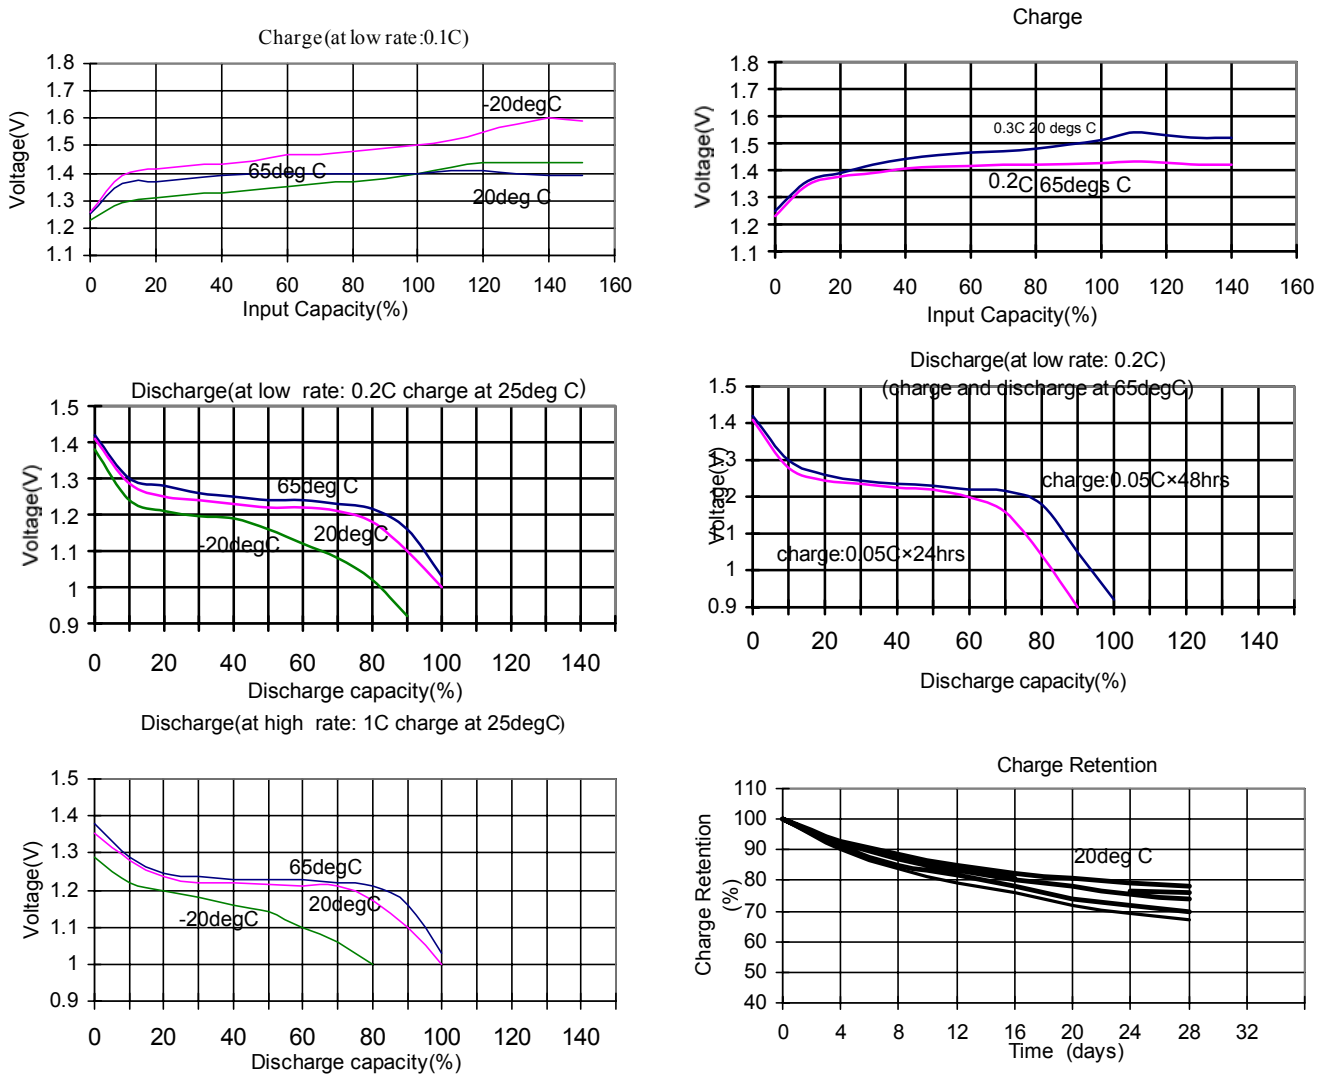 Charge(at low rate:0.1C)
1.8
1.7
1.6
1.5
1.4
1.3
1.2
1.1
Voltage(V)
-20degC
65deg C
20deg C
0 20 40 60 80 100 120 140 160
Input Capacity(%)
Charge
1.8
1.7
1.6
1.5
1.4
1.3
1.2
1.1
Voltage(V)
0.3C 20 degs C
0.2C 65degs C
0 20 40 60 80 100 120 140 160
Input Capacity(%)
Discharge(at low rate: 0.2C charge at 25deg C)
1.5
1.4
1.3
1.2
1.1
1
0.9
Voltage(V)
65deg C
20degC
-20degC
0 20 40 60 80 100 120 140
Discharge capacity(%)
Discharge(at low rate: 0.2C)
(charge and discharge at 65degC)
1.5
1.4
1.3
1.2
1.1
1
0.9
Voltage(V)
charge:0.05C×48hrs
charge:0.05C×24hrs
0 20 40 60 80 100 120 140
Discharge capacity(%)
Discharge(at high rate: 1C charge at 25degC)
1.5
1.4
1.3
1.2
1.1
1
0.9
Voltage(V)
65degC
20degC
-20degC
0 20 40 60 80 100 120 140
Discharge capacity(%)
Charge Retention
110
100
90
80
70
60
50
40
Charge Retention
(%)
20deg C
0 4 8 12 16 20 24 28 32
Time (days)